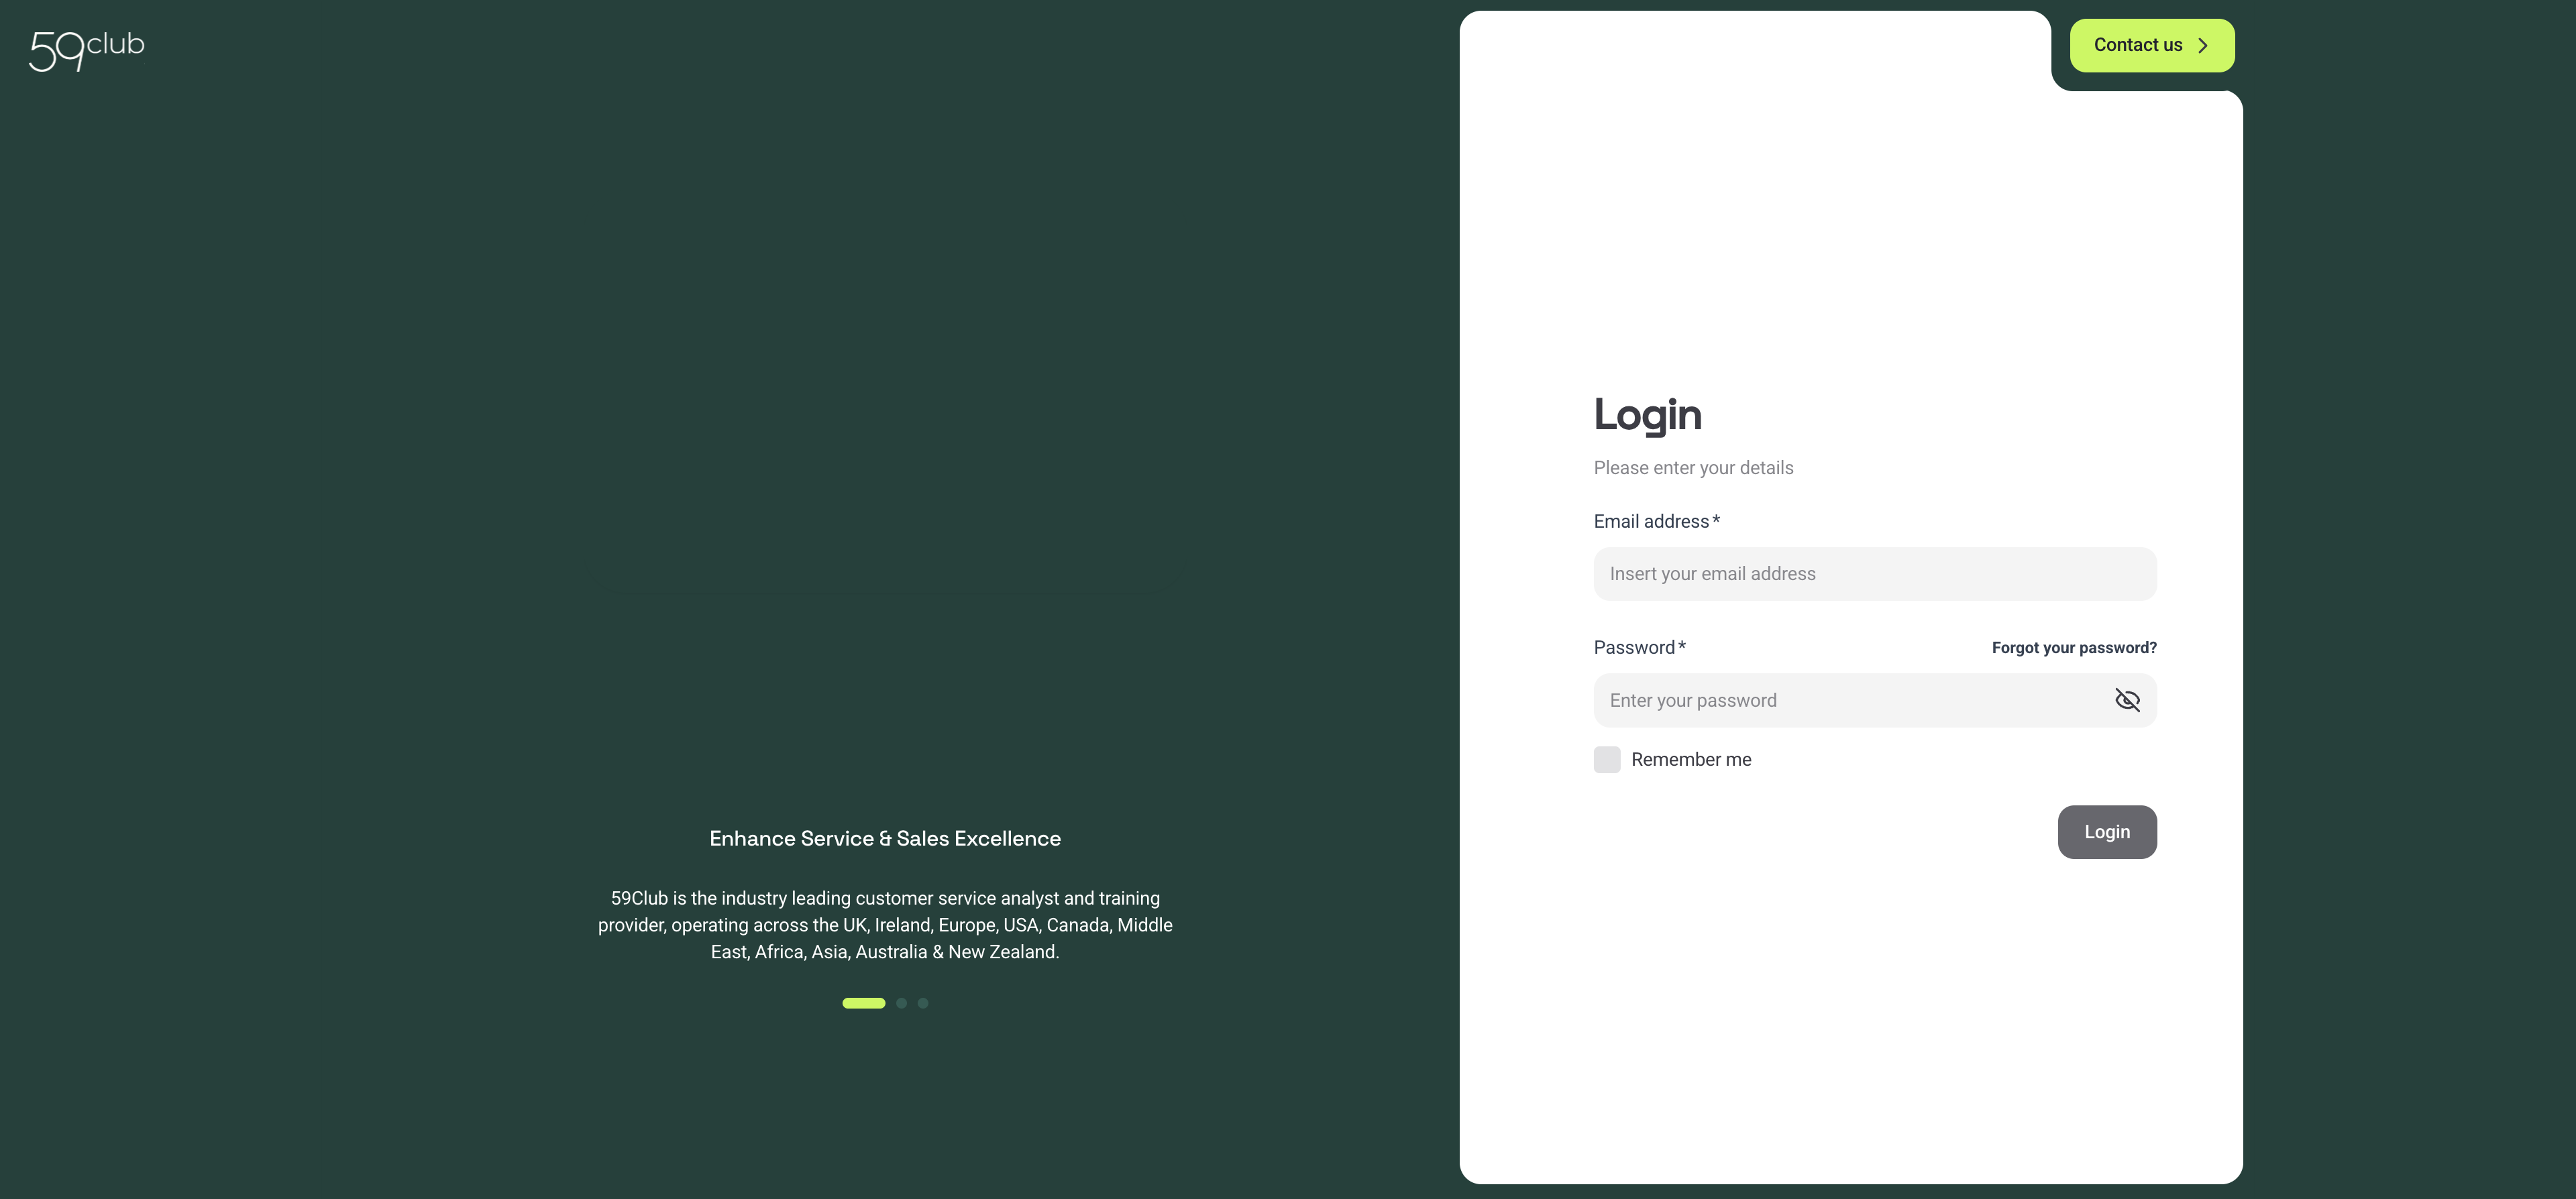 59club
Contact us
Login
Please enter your details
Email address*
Insert your email address
Password*
Forgot your password?
Enter your password
Remember me
Login
Enhance Service & Sales Excellence
59Club is the industry leading customer service analyst and training
provider, operating across the UK, Ireland, Europe, USA, Canada, Middle
East, Africa, Asia, Australia & New Zealand.